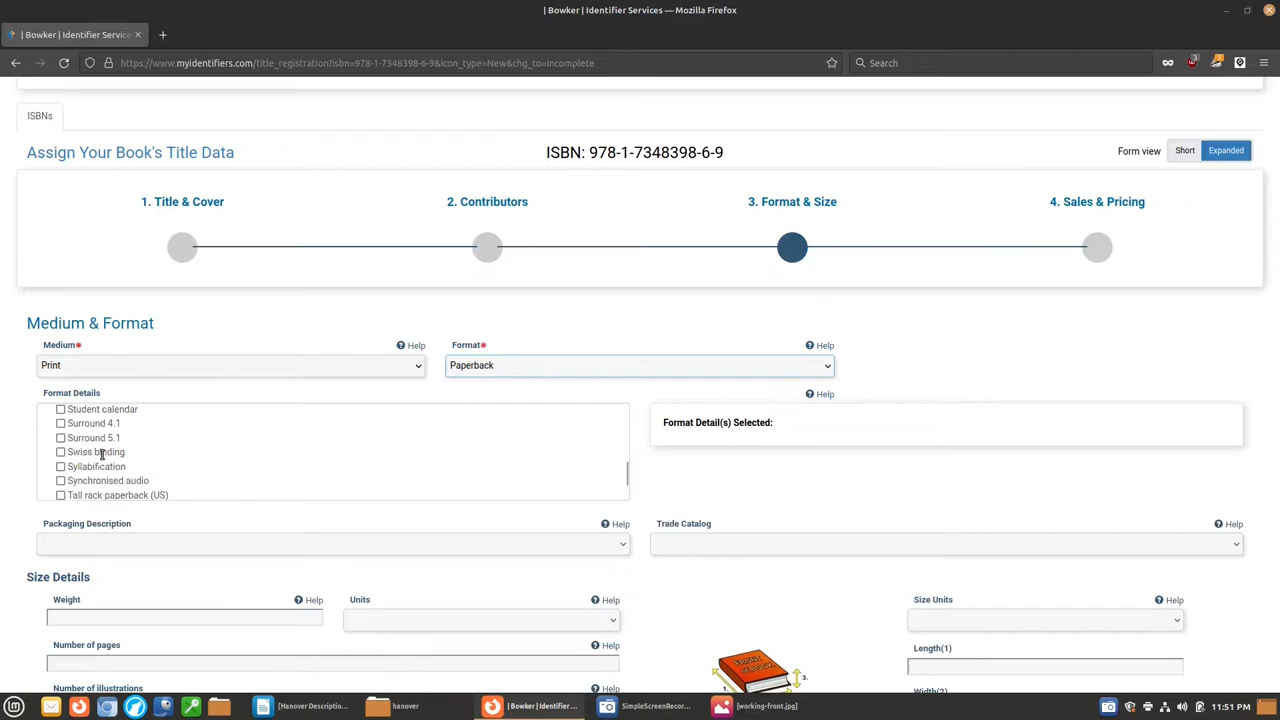 | Bowker | Identifier Services — Mozilla Firefox
| Bowker | Identifier Service
https://www.myidentifiers.com/title_registration?isbn=978-1-7348398-6-9&icon_type=New&chg_to=Incomplete
Search
ISBNs
Assign Your Book's Title Data
ISBN: 978-1-7348398-6-9
Form view
Short
Expanded
1. Title & Cover
2. Contributors
3. Format & Size
4. Sales & Pricing
Medium & Format
Medium*
Help
Format*
Help
Print
Paperback
Format Details
Help
Student calendar
Surround 4.1
Surround 5.1
Swiss binding
Syllabification
Synchronised audio
Tall rack paperback (US)
Format Detail(s) Selected:
Packaging Description
Help
Trade Catalog
Help
Size Details
Weight
Help
Units
Help
Size Units
Help
Number of pages
Help
Length(1)
Number of illustrations
Help
Width(2)
1.
3.
[Hanover Descriptio...
hanover
| Bowker | Identifier ...
SimpleScreenRecor...
[working-front.jpg]
11:51 PM